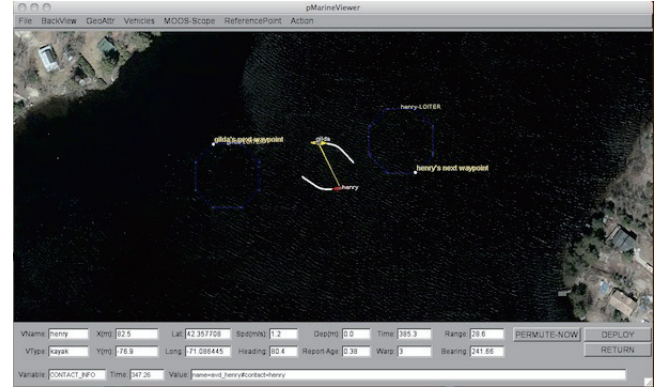 pMarineViewer
File BackView GeoAttr Vehicles MOOS-Scope ReferencePoint Action
henry-LOITER
gilda's next waypoint
gilda
henry's next waypoint
henry
VName: henry X(m): 82.5 Lat: 42.357708 Spd(m/s): 1.2 Dep(m): 0.0 Time: 385.3 Range: 28.6 PERMUTE-NOW DEPLOY
VType: kayak Y(m): -76.9 Long: -71.086445 Heading: 80.4 Report-Age: 0.38 Warp: 3 Bearing: 241.66 RETURN
Variable: CONTACT_INFO Time: 347.26 Value: name=avd_henry#contact=henry